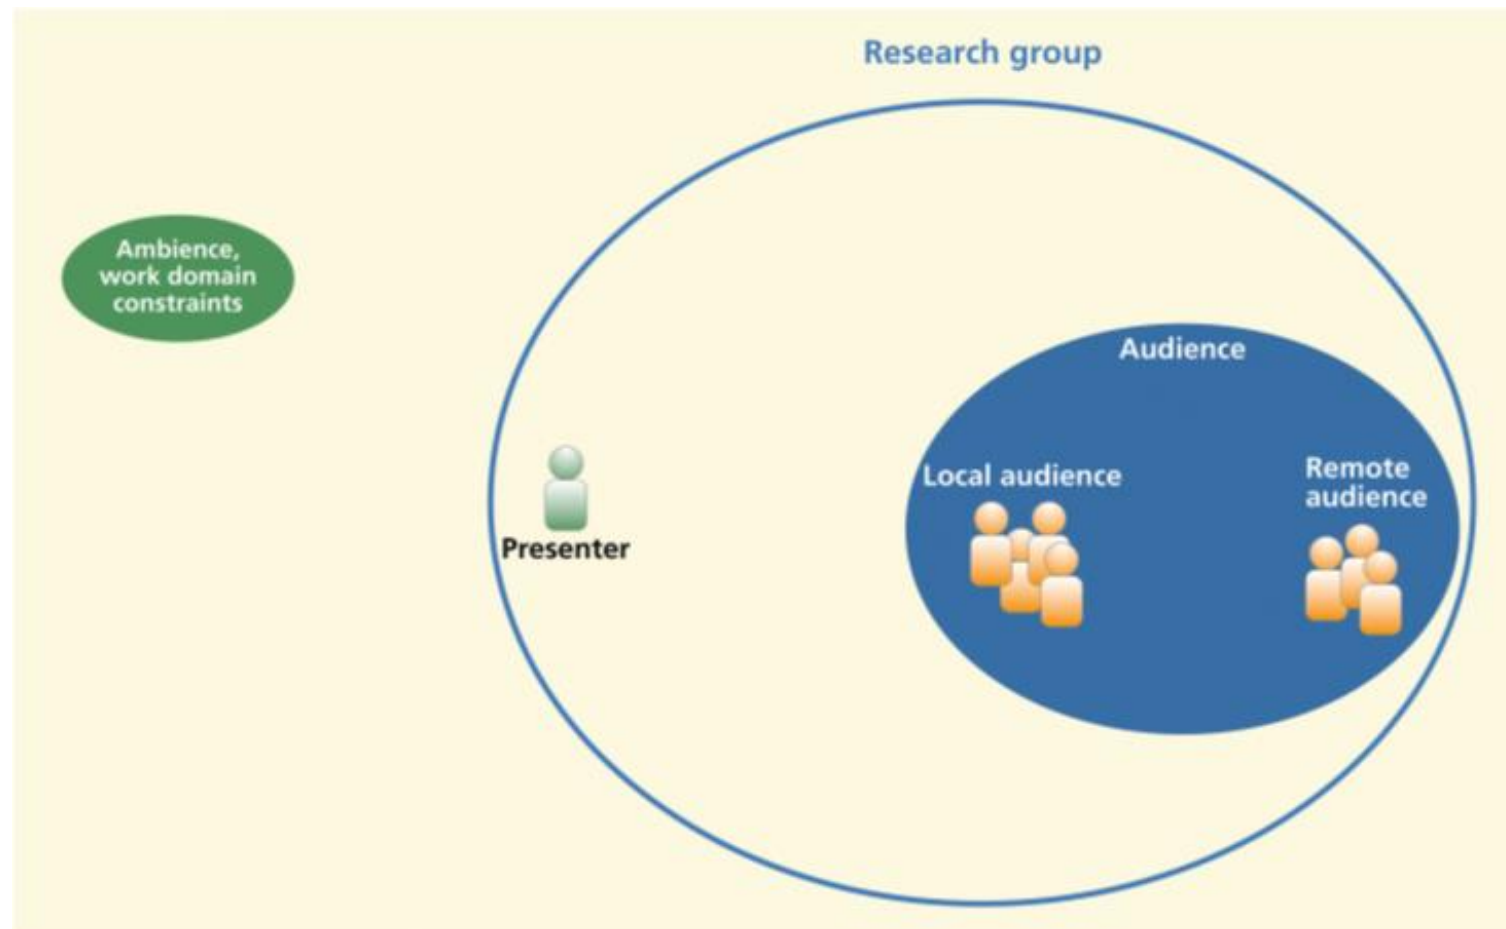 Research group
Ambience,
work domain
constraints
Audience
Local audience
Remote
audience
Presenter